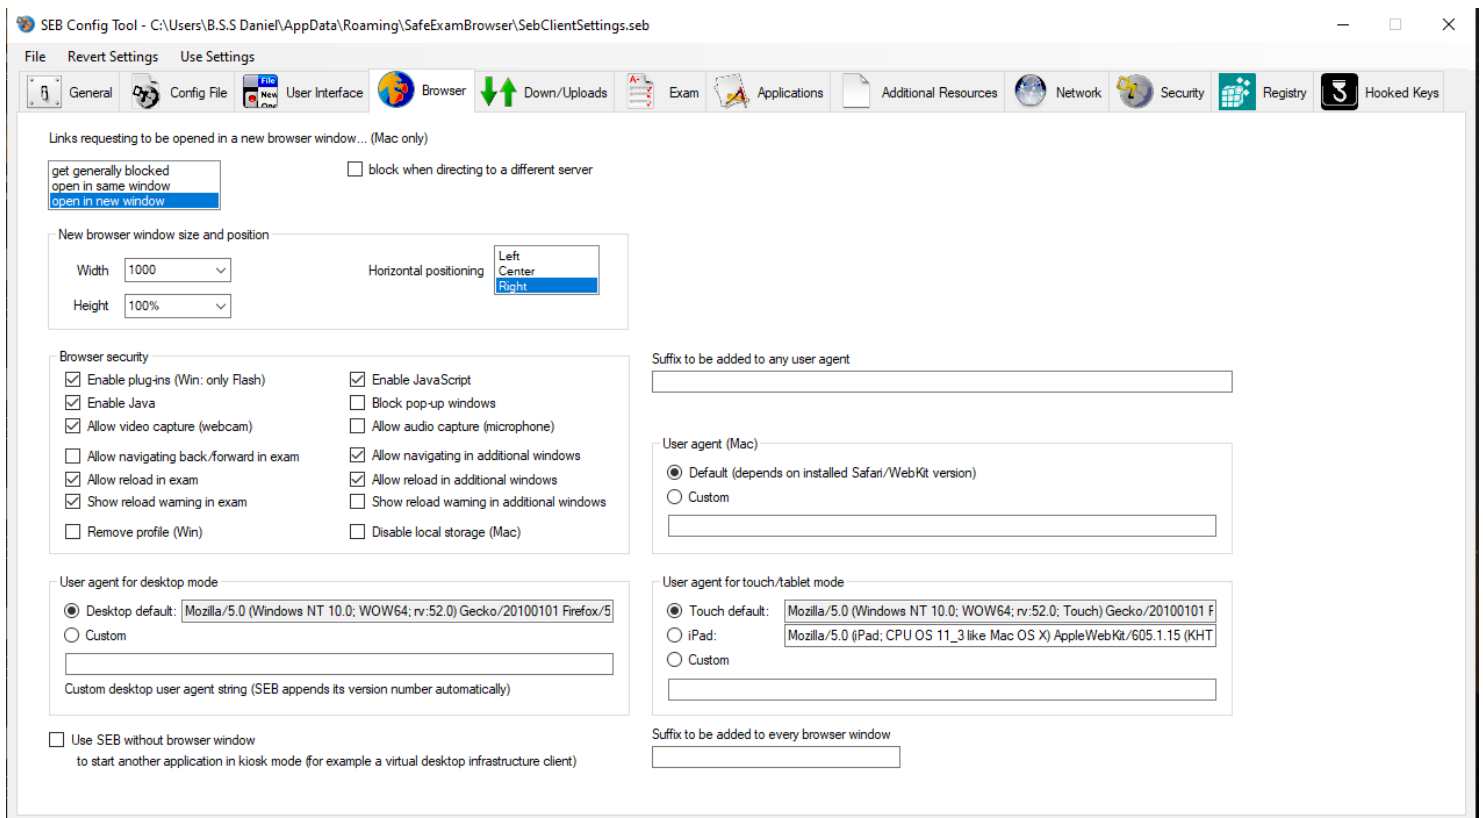 SEB Config Tool - C:\Users\B.S.S Daniel\AppData\Roaming\SafeExamBrowser\SebClientSettings.seb
File Revert Settings Use Settings
General Config File User Interface Browser Down/Uploads Exam Applications Additional Resources Network Security Registry Hooked Keys
Links requesting to be opened in a new browser window... (Mac only)
get generally blocked
open in same window
open in new window
block when directing to a different server
New browser window size and position
Width 1000
Height 100%
Horizontal positioning
Left
Center
Right
Browser security
Enable plug-ins (Win: only Flash) Enable JavaScript
Enable Java Block pop-up windows
Allow video capture (webcam) Allow audio capture (microphone)
Allow navigating back/forward in exam Allow navigating in additional windows
Allow reload in exam Allow reload in additional windows
Show reload warning in exam Show reload warning in additional windows
Remove profile (Win) Disable local storage (Mac)
Suffix to be added to any user agent
User agent (Mac)
Default (depends on installed Safari/WebKit version)
Custom
User agent for desktop mode
Desktop default: Mozilla/5.0 (Windows NT 10.0; WOW64; rv:52.0) Gecko/20100101 Firefox/5
Custom
Custom desktop user agent string (SEB appends its version number automatically)
User agent for touch/tablet mode
Touch default: Mozilla/5.0 (Windows NT 10.0; WOW64; rv:52.0; Touch) Gecko/20100101 F
iPad: Mozilla/5.0 (iPad; CPU OS 11_3 like Mac OS X) AppleWebKit/605.1.15 (KHT
Custom
Use SEB without browser window
to start another application in kiosk mode (for example a virtual desktop infrastructure client)
Suffix to be added to every browser window